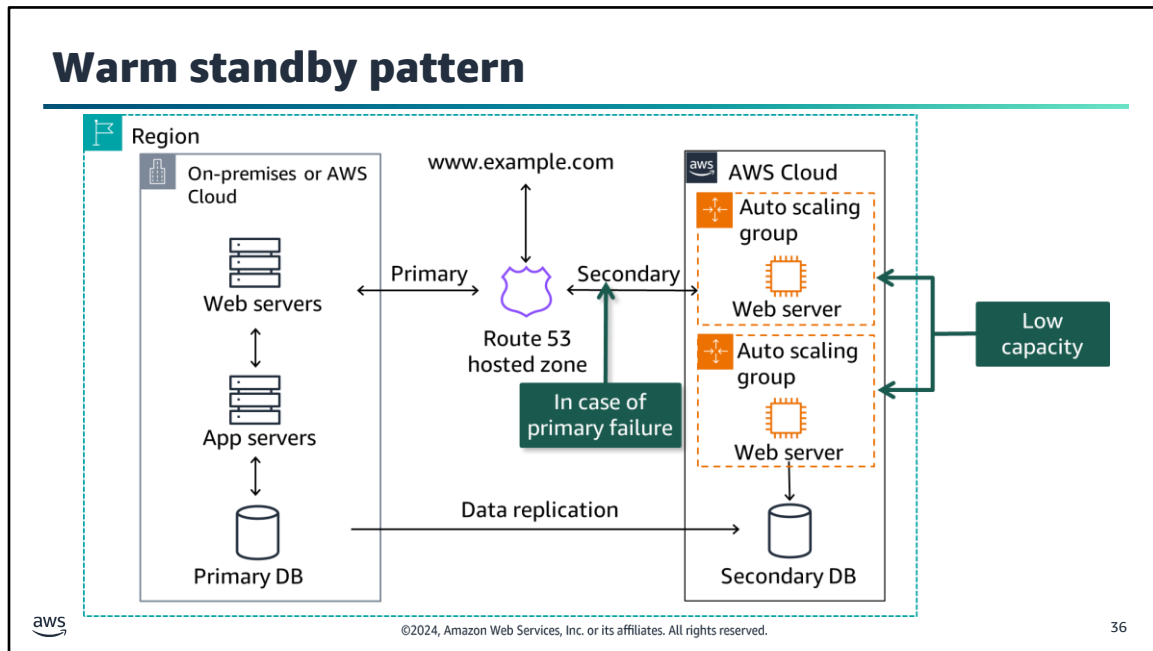 Warm standby pattern
Region
On-premises or AWS
Cloud
Web servers
App servers
Primary DB
www.example.com
Primary
Secondary
Route 53
hosted zone
In case of
primary failure
Data replication
aws
AWS Cloud
Auto scaling
group
Web server
Auto scaling
group
Web server
Secondary DB
Low
capacity
aws
©2024, Amazon Web Services, Inc. or its affiliates. All rights reserved.
36